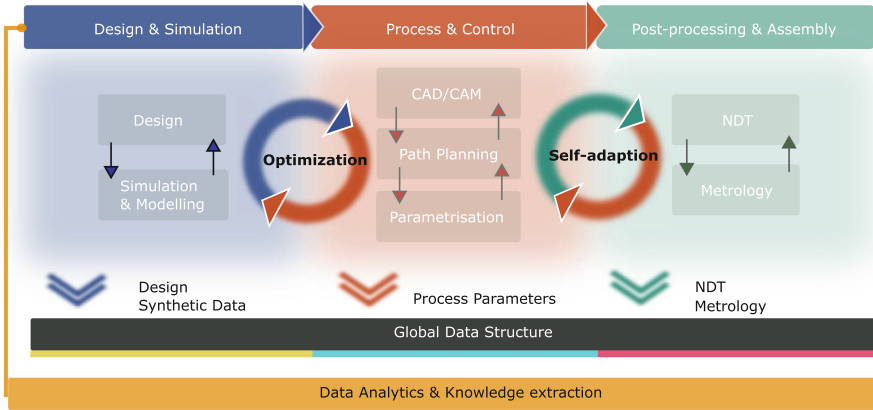 Design & Simulation
Process & Control
Post-processing & Assembly
Design
Simulation
& Modelling
Optimization
CAD/CAM
Path Planning
Parametrisation
Self-adaption
NDT
Metrology
Design
Synthetic Data
Process Parameters
NDT
Metrology
Global Data Structure
Data Analytics & Knowledge extraction